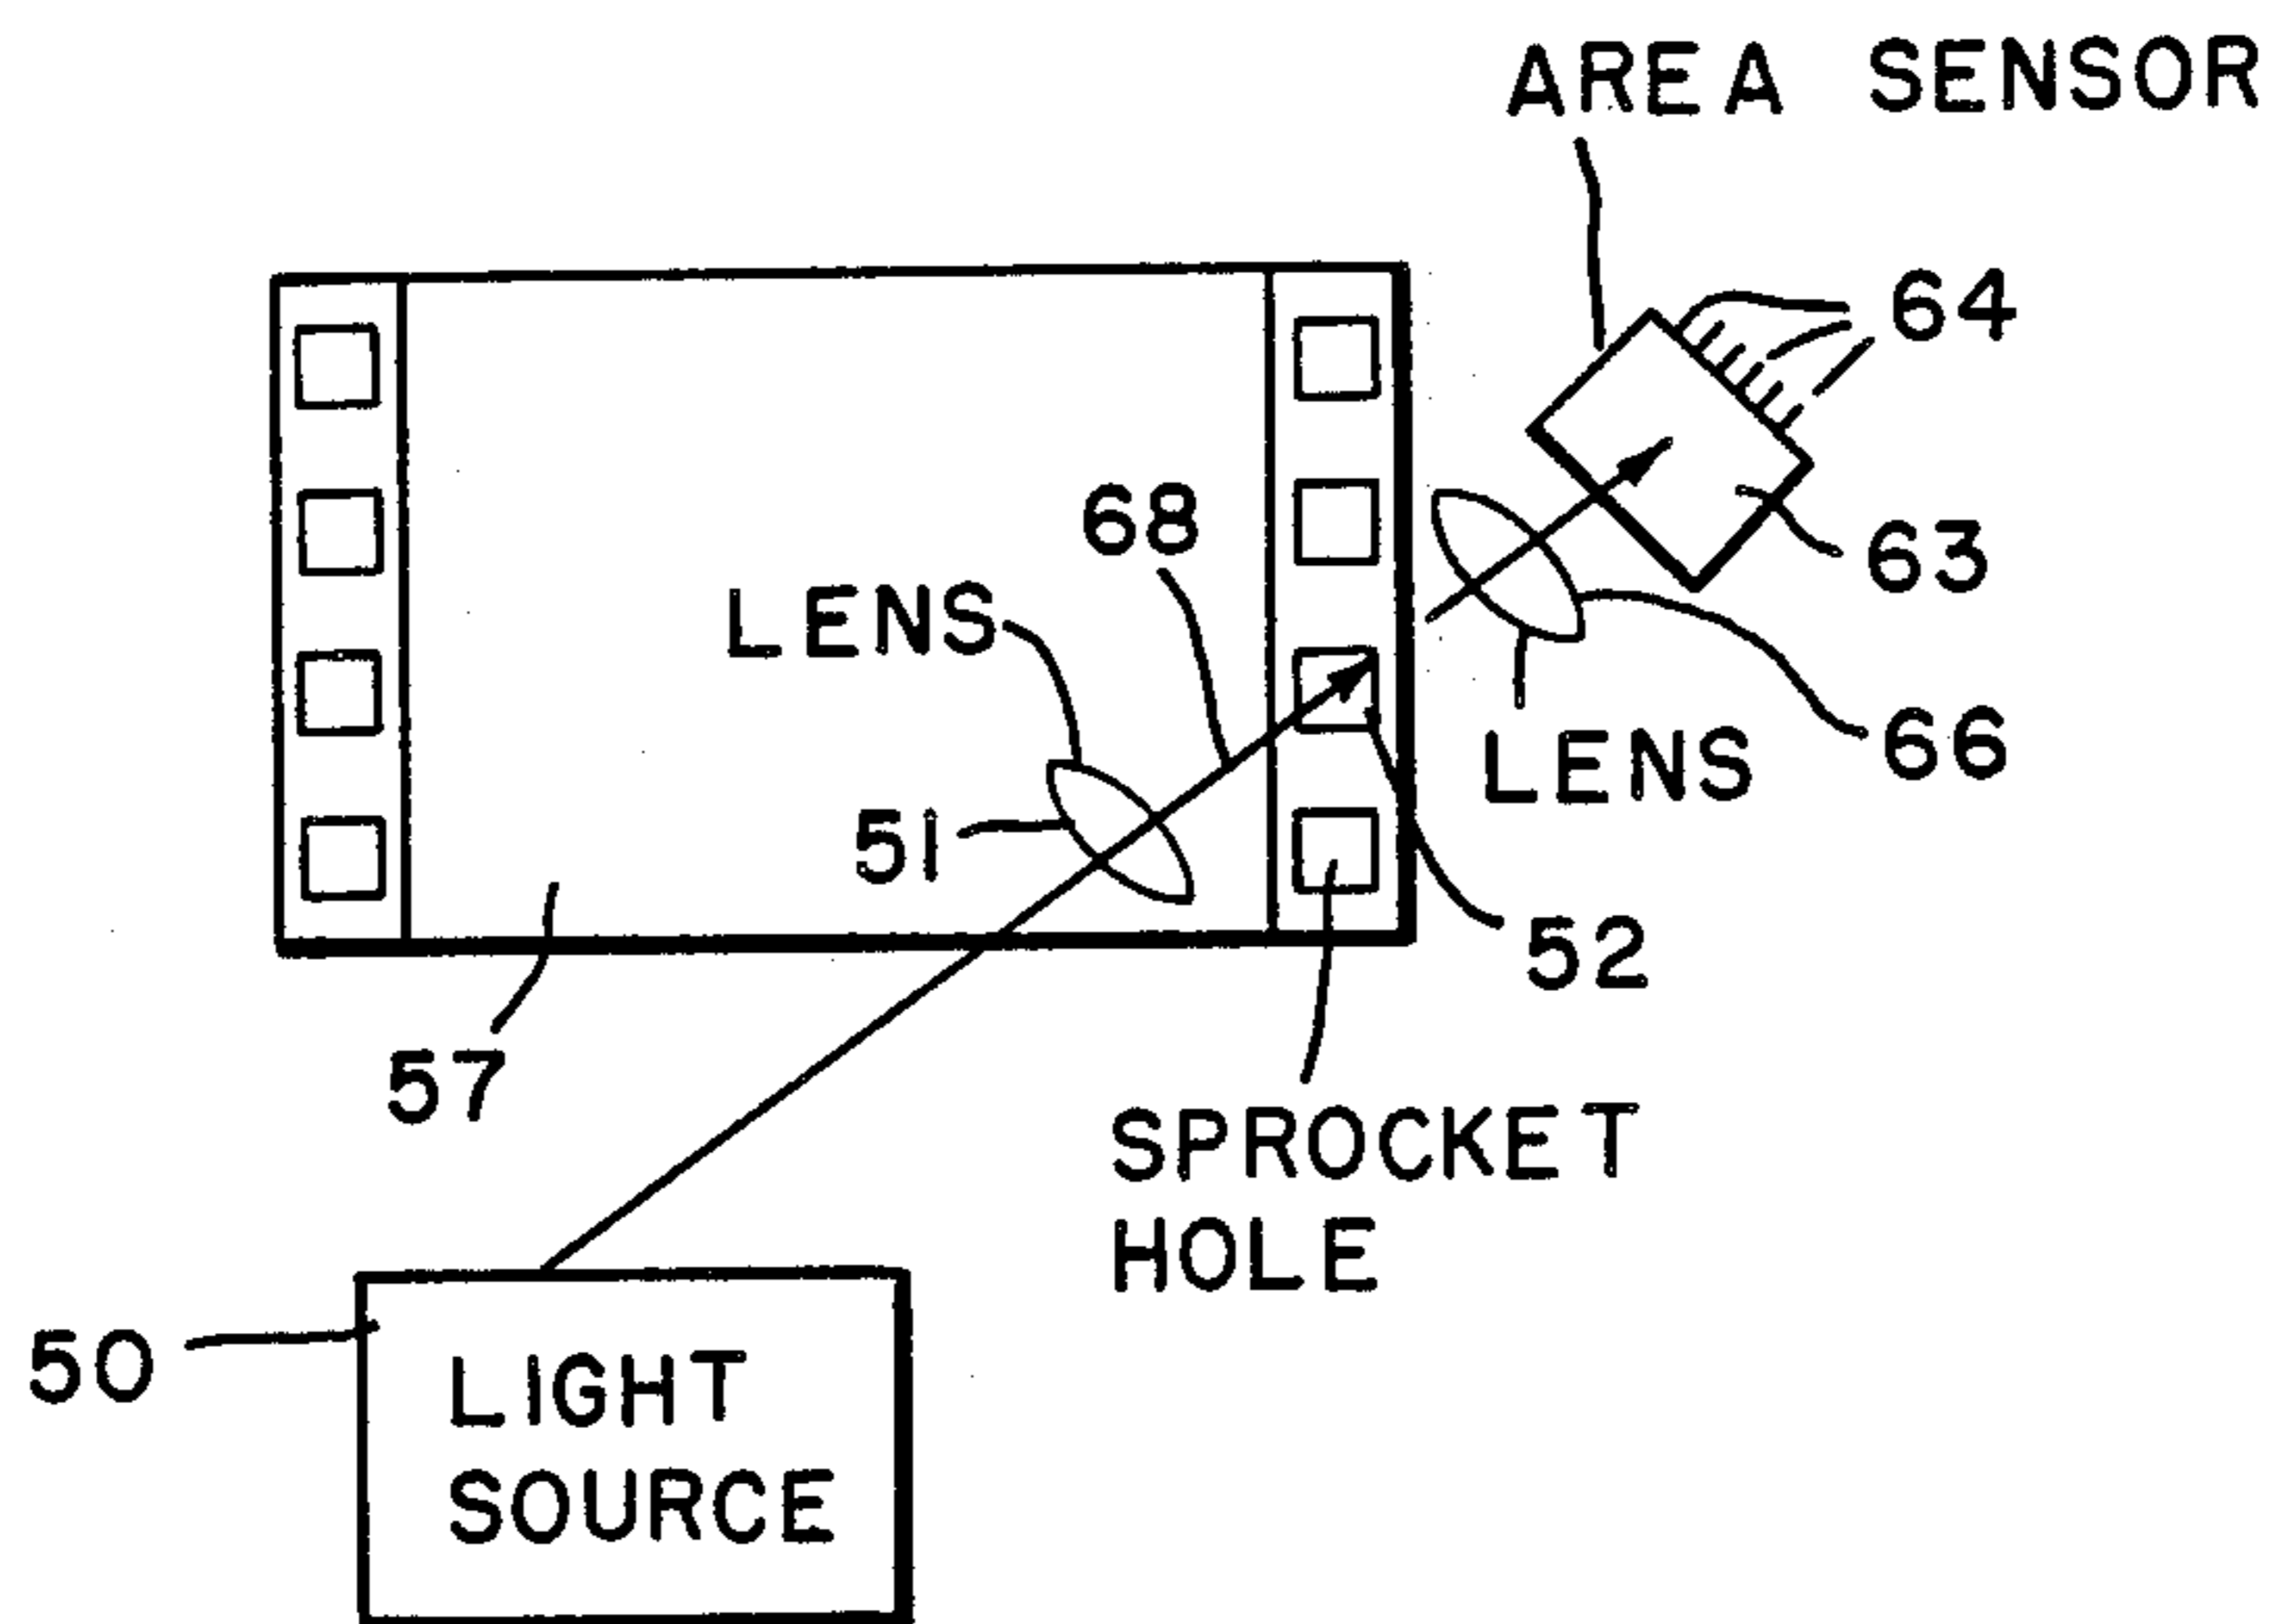 AREA SENSOR
64
68
63
LENS
66
LENS
51
52
57
SPROCKET
HOLE
50
LIGHT
SOURCE